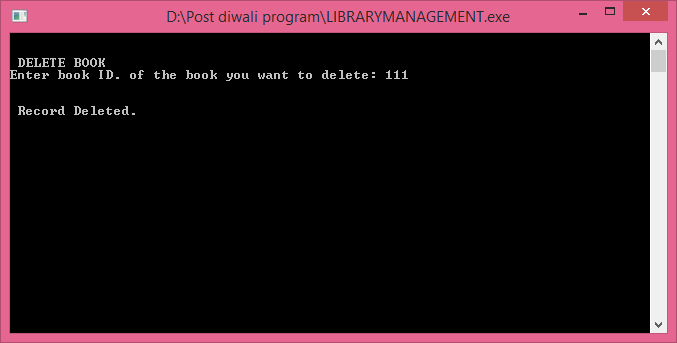 D:\Post diwali program\LIBRARYMANAGEMENT.exe
DELETE BOOK
Enter book ID. of the book you want to delete: 111
Record Deleted.